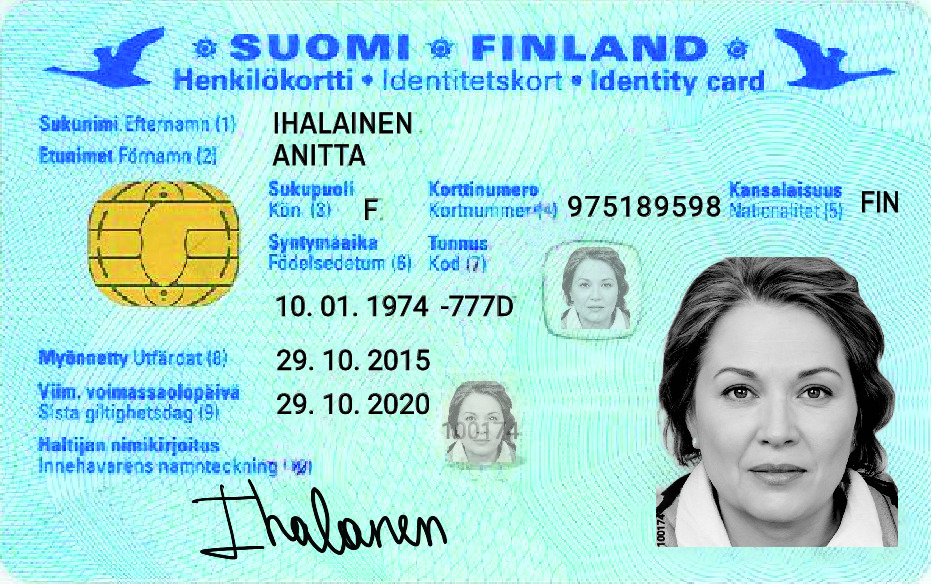 SUOMI FINLAND
Henkilökortti • Identitetskort • Identity card
Sukunimi Efternamn (1) IHALAINEN
Etunimet Förnamn (2) ANITTA
Sukupuoli Korttinumero Kansalaisuus
Kön (3) F Kortnummer (4) 975189598 Nationalitet (5) FIN
Syntymäaika Tunnus
Födelsedetum (6) Kod (7)
10. 01. 1974 -777D
Myönnetty Utfärdat (8) 29. 10. 2015
Viim. voimassaolopäivä
Sista giltighetsdag (9) 29. 10. 2020
100174
Haltijan nimikirjoitus
Innehavarens namnteckning
Ihalanen
100174